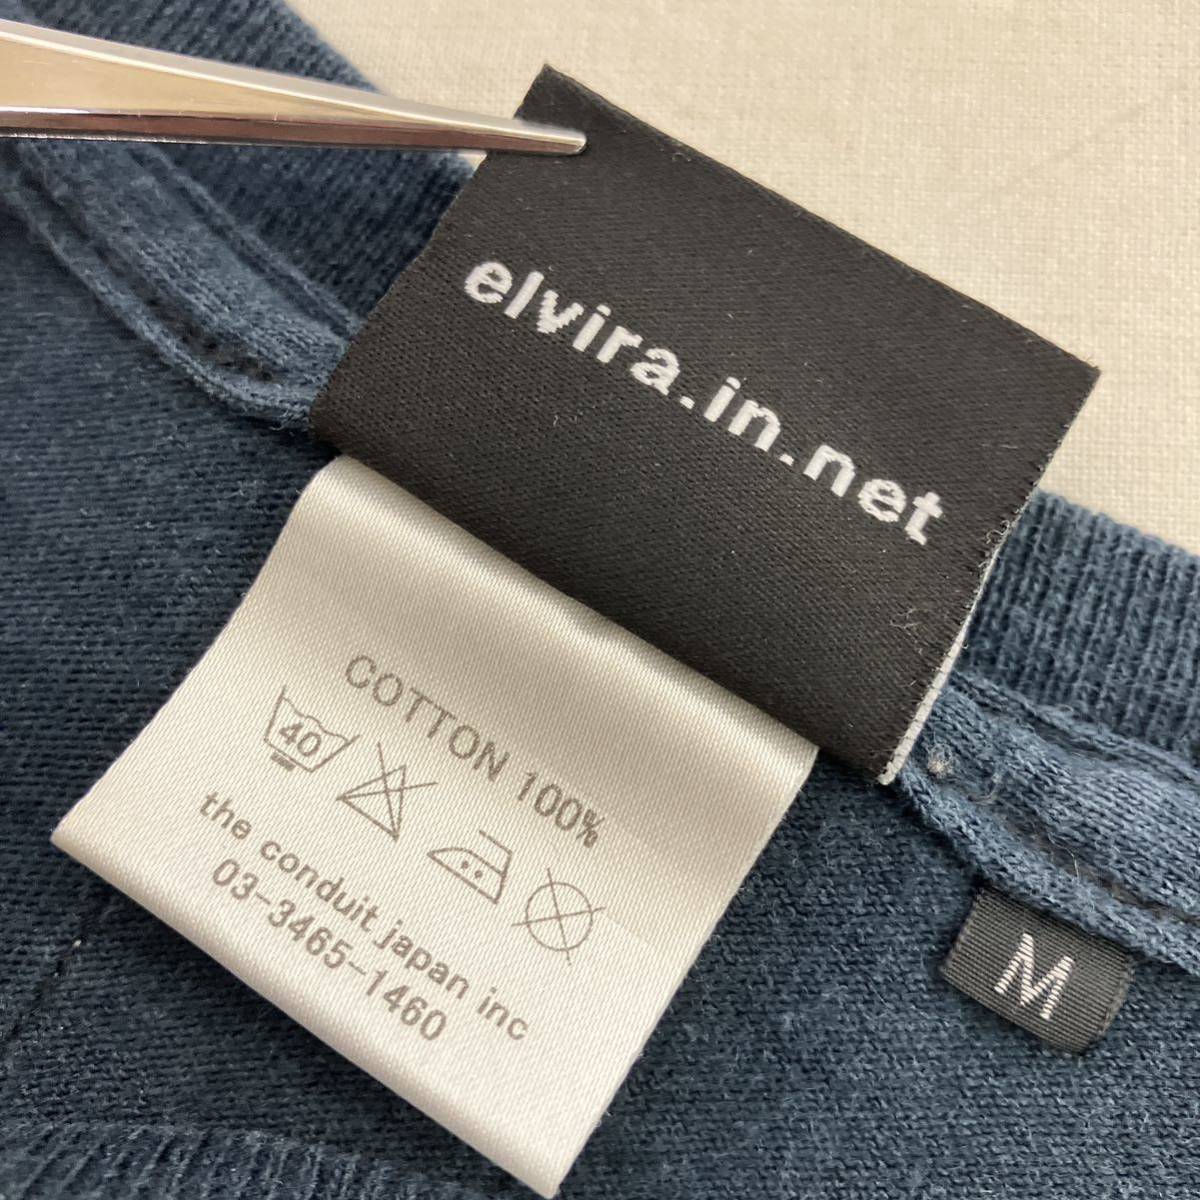 elvira.in.net
COTTON 100%
40
the conduit japan inc
03-3465-1460
M